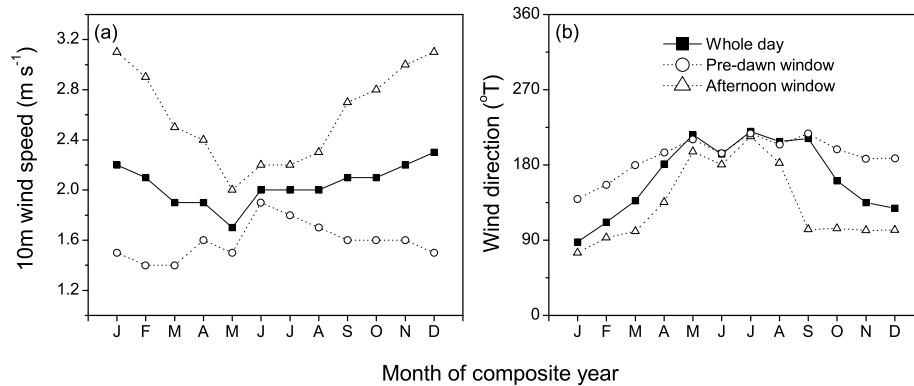 (a)
10m wind speed (m s-1)
3.2
2.8
2.4
2.0
1.6
1.2
J F M A M J J A S O N D
(b)
Wind direction (oT)
360
270
180
90
0
Whole day
Pre-dawn window
Afternoon window
J F M A M J J A S O N D
Month of composite year